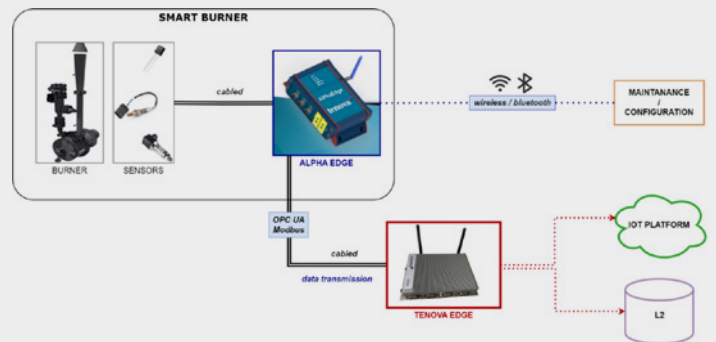 SMART BURNER
cabled
wireless / bluetooth
MAINTANANCE
/
CONFIGURATION
BURNER
SENSORS
tenova
ALPHA EDGE
OPC UA
Modbus
cabled
data transmission
TENOVA EDGE
IOT PLATFORM
L2